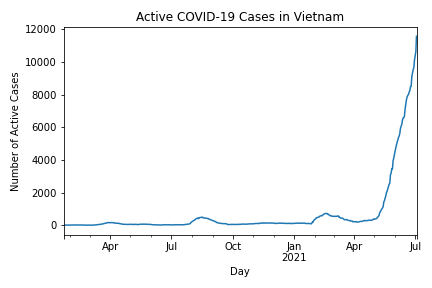 Active COVID-19 Cases in Vietnam
12000
10000
8000
6000
4000
2000
0
Number of Active Cases
Apr
Jul
Oct
Jan
2021
Apr
Jul
Day